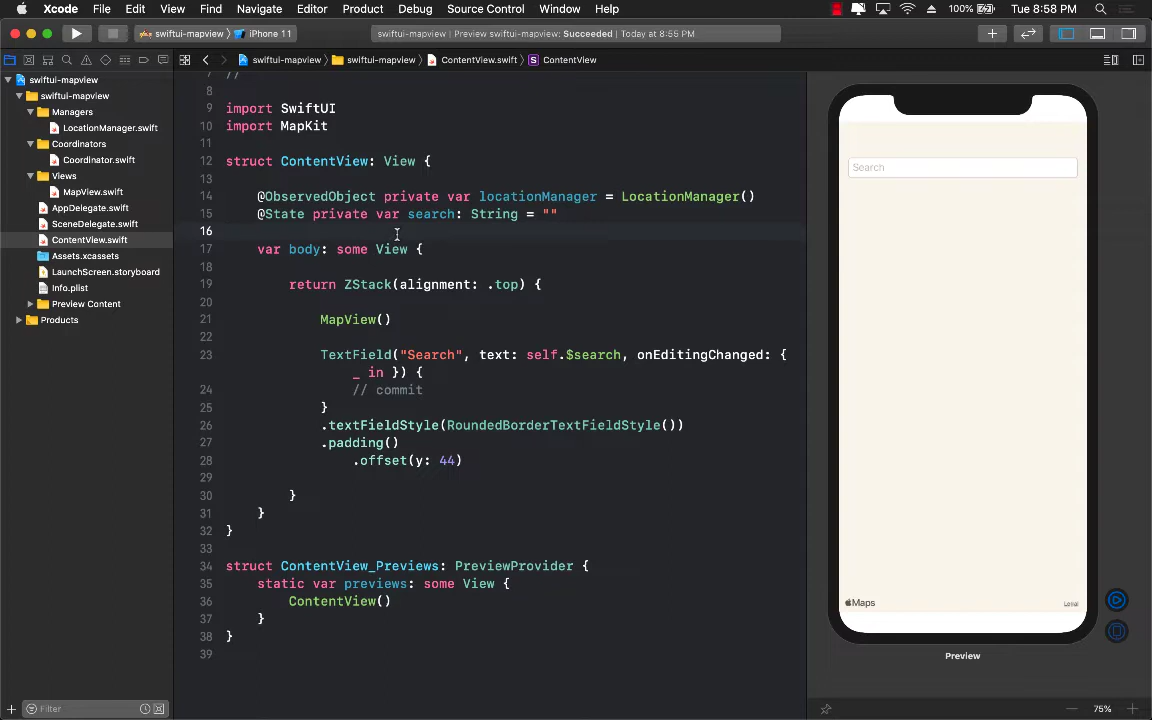 Xcode File Edit View Find Navigate Editor Product Debug Source Control Window Help 100% Tue 8:58 PM
swiftui-mapview iPhone 11 swiftui-mapview | Preview swiftui-mapview: Succeeded | Today at 8:55 PM
swiftui-mapview swiftui-mapview ContentView.swift S ContentView
swiftui-mapview
swiftui-mapview
Managers
LocationManager.swift
Coordinators
Coordinator.swift
Views
MapView.swift
AppDelegate.swift
SceneDelegate.swift
ContentView.swift
Assets.xcassets
LaunchScreen.storyboard
Info.plist
Preview Content
Products
Filter
7 //
8
9 import SwiftUI
10 import MapKit
11
12 struct ContentView: View {
13
14 @ObservedObject private var locationManager = LocationManager()
15 @State private var search: String = ""
16
17 var body: some View {
18
19 return ZStack(alignment: .top) {
20
21 MapView()
22
23 TextField("Search", text: self.$search, onEditingChanged: {
_ in }) {
24 // commit
25 }
26 .textFieldStyle(RoundedBorderTextFieldStyle())
27 .padding()
28 .offset(y: 44)
29
30 }
31 }
32 }
33
34 struct ContentView_Previews: PreviewProvider {
35 static var previews: some View {
36 ContentView()
37 }
38 }
39
Search
Maps
Legal
Preview
75%